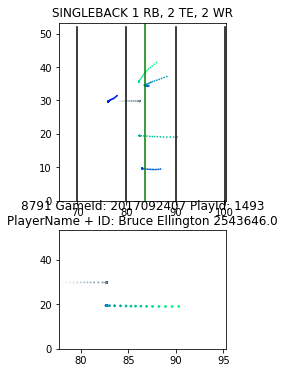 SINGLEBACK 1 RB, 2 TE, 2 WR
50
40
30
20
10
0
70 80 90 100
8791 GameId: 2017092407 PlayId: 1493
PlayerName + ID: Bruce Ellington 2543646.0
40
20
0
80 85 90 95